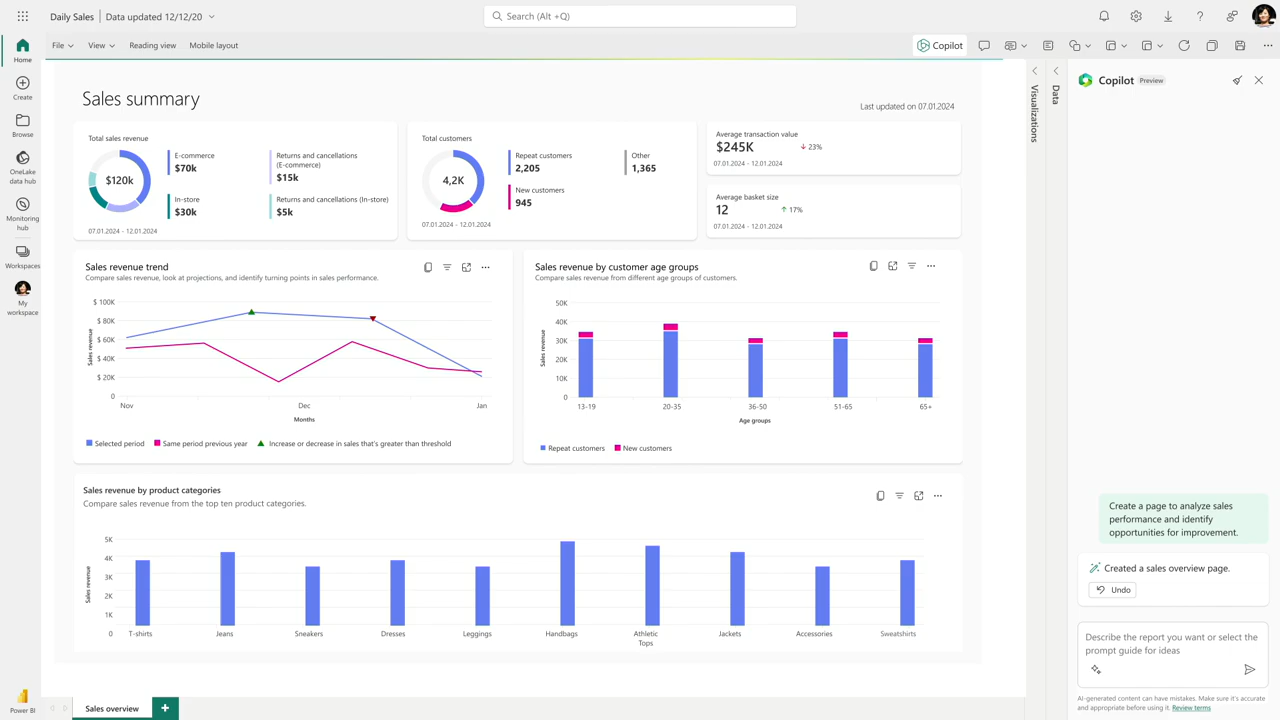 Daily Sales | Data updated 12/12/20
Search (Alt +Q)
File View Reading view Mobile layout
Copilot
Home
Create
Browse
OneLake
data hub
Monitoring
hub
Workspaces
My
workspace
Power BI
Sales summary
Last updated on 07.01.2024
Total sales revenue
$120k
E-commerce
$70k
Returns and cancellations
(E-commerce)
$15k
In-store
$30k
Returns and cancellations (In-store)
$5k
07.01.2024 - 12.01.2024
Total customers
4,2K
Repeat customers
2,205
Other
1,365
New customers
945
07.01.2024 - 12.01.2024
Average transaction value
$245K
23%
07.01.2024 - 12.01.2024
Average basket size
12
17%
07.01.2024 - 12.01.2024
Sales revenue trend
Compare sales revenue, look at projections, and identify turning points in sales performance.
$ 100K
$ 80K
$ 60K
$ 40K
$ 20K
0
Sales revenue
Nov Dec Jan
Months
Selected period Same period previous year Increase or decrease in sales that's greater than threshold
Sales revenue by customer age groups
Compare sales revenue from different age groups of customers.
50K
40K
30K
20K
10K
0
Sales revenue
13-19 20-35 36-50 51-65 65+
Age groups
Repeat customers New customers
Sales revenue by product categories
Compare sales revenue from the top ten product categories.
5K
4K
3K
2K
1K
0
Sales revenue
T-shirts Jeans Sneakers Dresses Leggings Handbags Athletic Tops Jackets Accessories Sweatshirts
Sales overview
Visualizations
Data
Copilot Preview
Create a page to analyze sales
performance and identify
opportunities for improvement.
Created a sales overview page.
Undo
Describe the report you want or select the
prompt guide for ideas
AI-generated content can have mistakes. Make sure it's accurate
and appropriate before using it. Review terms